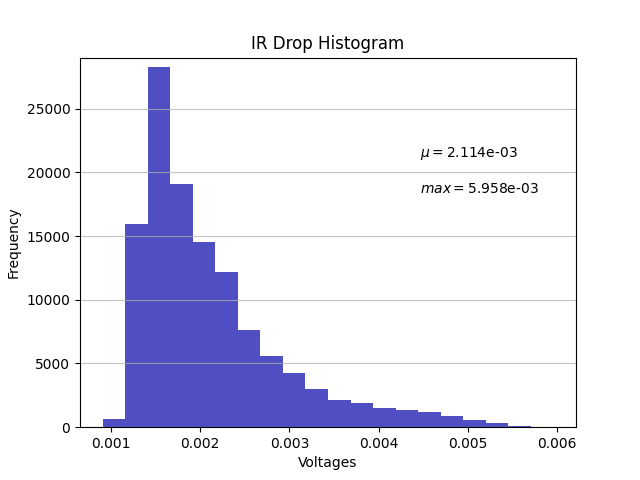 IR Drop Histogram
25000
20000
15000
10000
5000
0
Frequency
μ = 2.114e-03
max = 5.958e-03
0.001 0.002 0.003 0.004 0.005 0.006
Voltages